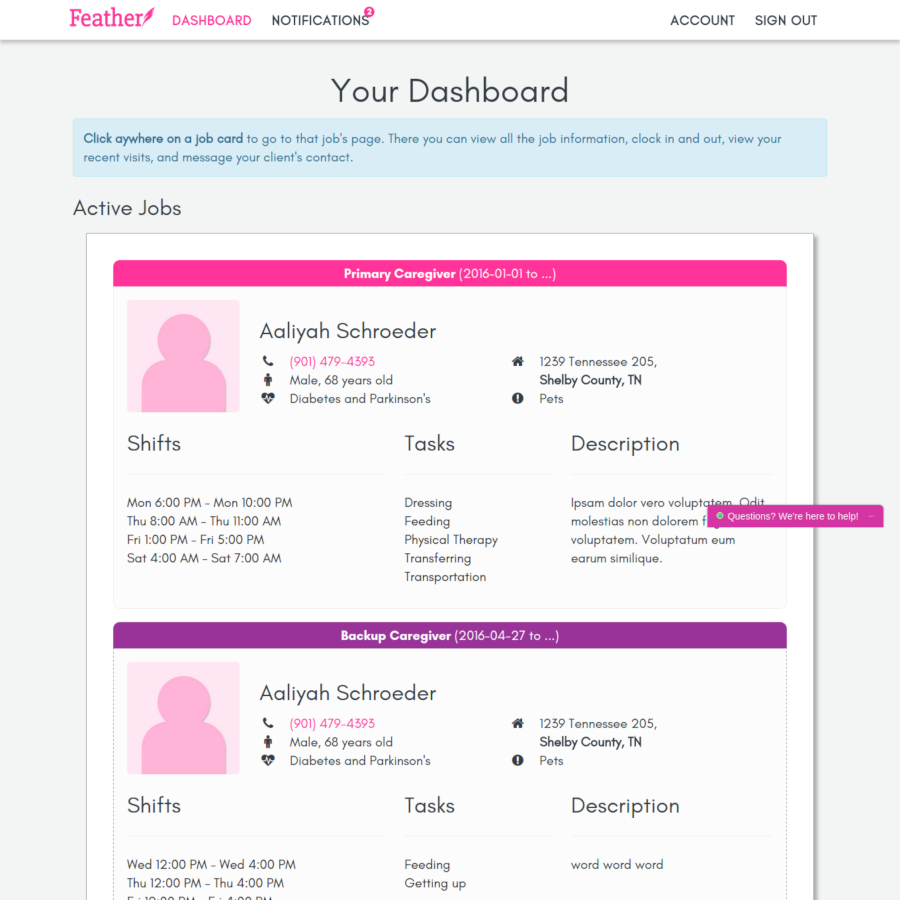 Feather DASHBOARD NOTIFICATIONS 2 ACCOUNT SIGN OUT
Your Dashboard
Click aywhere on a job card to go to that job's page. There you can view all the job information, clock in and out, view your
recent visits, and message your client's contact.
Active Jobs
Primary Caregiver (2016-01-01 to ...)
Aaliyah Schroeder
(901) 479-4393 1239 Tennessee 205,
Male, 68 years old Shelby County, TN
Diabetes and Parkinson's Pets
Shifts Tasks Description
Mon 6:00 PM - Mon 10:00 PM Dressing Ipsam dolor vero voluptatem. Odit
Thu 8:00 AM - Thu 11:00 AM Feeding molestias non dolorem
Questions? We're here to help!
Fri 1:00 PM - Fri 5:00 PM Physical Therapy voluptatem. Voluptatum eum
Sat 4:00 AM - Sat 7:00 AM Transferring earum similique.
Transportation
Backup Caregiver (2016-04-27 to ...)
Aaliyah Schroeder
(901) 479-4393 1239 Tennessee 205,
Male, 68 years old Shelby County, TN
Diabetes and Parkinson's Pets
Shifts Tasks Description
Wed 12:00 PM - Wed 4:00 PM Feeding word word word
Thu 12:00 PM - Thu 4:00 PM Getting up
Fri 12:00 PM - Fri 4:00 PM